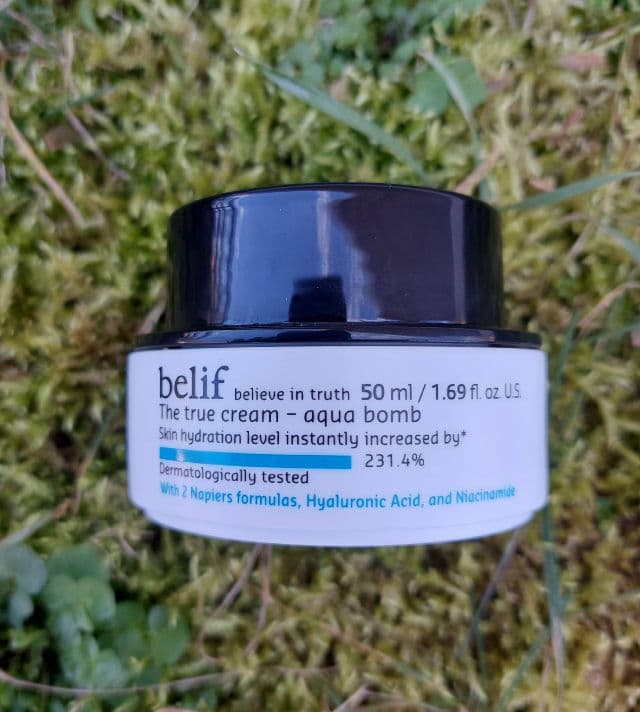 belif believe in truth 50 ml / 1.69 fl. oz. U.S.
The true cream – aqua bomb
Skin hydration level instantly increased by*
231.4%
Dermatologically tested
With 2 Napiers formulas, Hyaluronic Acid, and Niacinamide